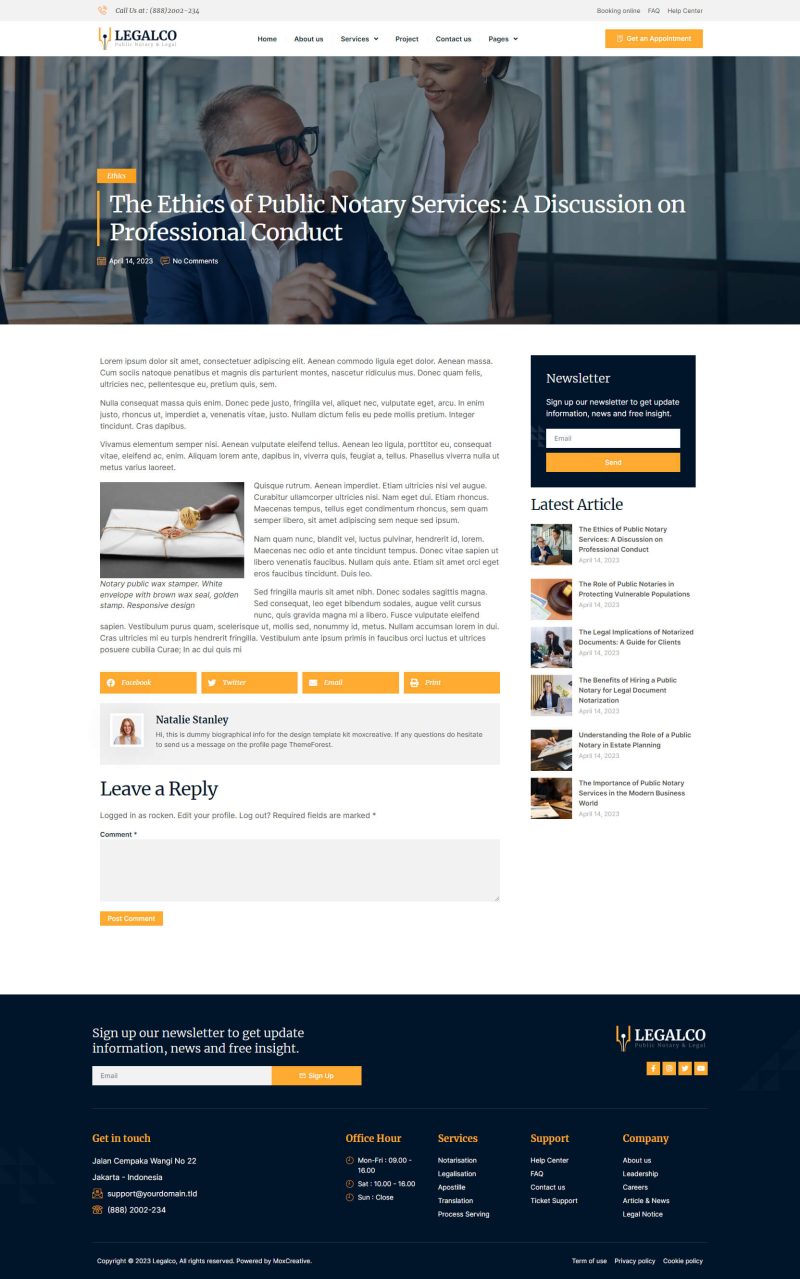 Call Us at : (888)2002-234
Booking online FAQ Help Center
LEGALCO
Public Notary & Legal
Home About us Services Project Contact us Pages
Get an Appointment
Ethics
The Ethics of Public Notary Services: A Discussion on
Professional Conduct
April 14, 2023 No Comments
Lorem ipsum dolor sit amet, consectetuer adipiscing elit. Aenean commodo ligula eget dolor. Aenean massa.
Cum sociis natoque penatibus et magnis dis parturient montes, nascetur ridiculus mus. Donec quam felis,
ultricies nec, pellentesque eu, pretium quis, sem.
Nulla consequat massa quis enim. Donec pede justo, fringilla vel, aliquet nec, vulputate eget, arcu. In enim
justo, rhoncus ut, imperdiet a, venenatis vitae, justo. Nullam dictum felis eu pede mollis pretium. Integer
tincidunt. Cras dapibus.
Vivamus elementum semper nisi. Aenean vulputate eleifend tellus. Aenean leo ligula, porttitor eu, consequat
vitae, eleifend ac, enim. Aliquam lorem ante, dapibus in, viverra quis, feugiat a, tellus. Phasellus viverra nulla ut
metus varius laoreet.
Quisque rutrum. Aenean imperdiet. Etiam ultricies nisi vel augue.
Curabitur ullamcorper ultricies nisi. Nam eget dui. Etiam rhoncus.
Maecenas tempus, tellus eget condimentum rhoncus, sem quam
semper libero, sit amet adipiscing sem neque sed ipsum.
Nam quam nunc, blandit vel, luctus pulvinar, hendrerit id, lorem.
Maecenas nec odio et ante tincidunt tempus. Donec vitae sapien ut
libero venenatis faucibus. Nullam quis ante. Etiam sit amet orci eget
eros faucibus tincidunt. Duis leo.
Notary public wax stamper. White
envelope with brown wax seal, golden
stamp. Responsive design
Sed fringilla mauris sit amet nibh. Donec sodales sagittis magna.
Sed consequat, leo eget bibendum sodales, augue velit cursus
nunc, quis gravida magna mi a libero. Fusce vulputate eleifend
sapien. Vestibulum purus quam, scelerisque ut, mollis sed, nonummy id, metus. Nullam accumsan lorem in dui.
Cras ultricies mi eu turpis hendrerit fringilla. Vestibulum ante ipsum primis in faucibus orci luctus et ultrices
posuere cubilia Curae; In ac dui quis mi
Facebook Twitter Email Print
Natalie Stanley
Hi, this is dummy biographical info for the design template kit moxcreative. If any questions do hesitate
to send us a message on the profile page ThemeForest.
Leave a Reply
Logged in as rocken. Edit your profile. Log out? Required fields are marked *
Comment *
Post Comment
Newsletter
Sign up our newsletter to get update
information, news and free insight.
Email
Send
Latest Article
The Ethics of Public Notary
Services: A Discussion on
Professional Conduct
April 14, 2023
The Role of Public Notaries in
Protecting Vulnerable Populations
April 14, 2023
The Legal Implications of Notarized
Documents: A Guide for Clients
April 14, 2023
The Benefits of Hiring a Public
Notary for Legal Document
Notarization
April 14, 2023
Understanding the Role of a Public
Notary in Estate Planning
April 14, 2023
The Importance of Public Notary
Services in the Modern Business
World
April 14, 2023
Sign up our newsletter to get update
information, news and free insight.
Email
Sign Up
LEGALCO
Public Notary & Legal
Get in touch
Jalan Cempaka Wangi No 22
Jakarta - Indonesia
support@yourdomain.tld
(888) 2002-234
Office Hour
Mon-Fri : 09.00 -
16.00
Sat : 10.00 - 16.00
Sun : Close
Services
Notarisation
Legalisation
Apostille
Translation
Process Serving
Support
Help Center
FAQ
Contact us
Ticket Support
Company
About us
Leadership
Careers
Article & News
Legal Notice
Copyright © 2023 Legalco, All rights reserved. Powered by MoxCreative.
Term of use Privacy policy Cookie policy